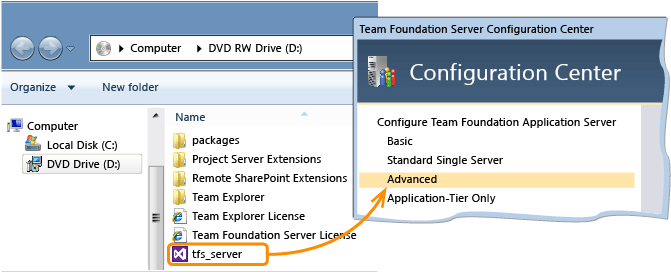 Computer
DVD RW Drive (D:)
Organize
New folder
Computer
Local Disk (C:)
DVD Drive (D:)
Name
packages
Project Server Extensions
Remote SharePoint Extensions
Team Explorer
Team Explorer License
Team Foundation Server License
tfs_server
Team Foundation Server Configuration Center
Configuration Center
Configure Team Foundation Application Server
Basic
Standard Single Server
Advanced
Application-Tier Only